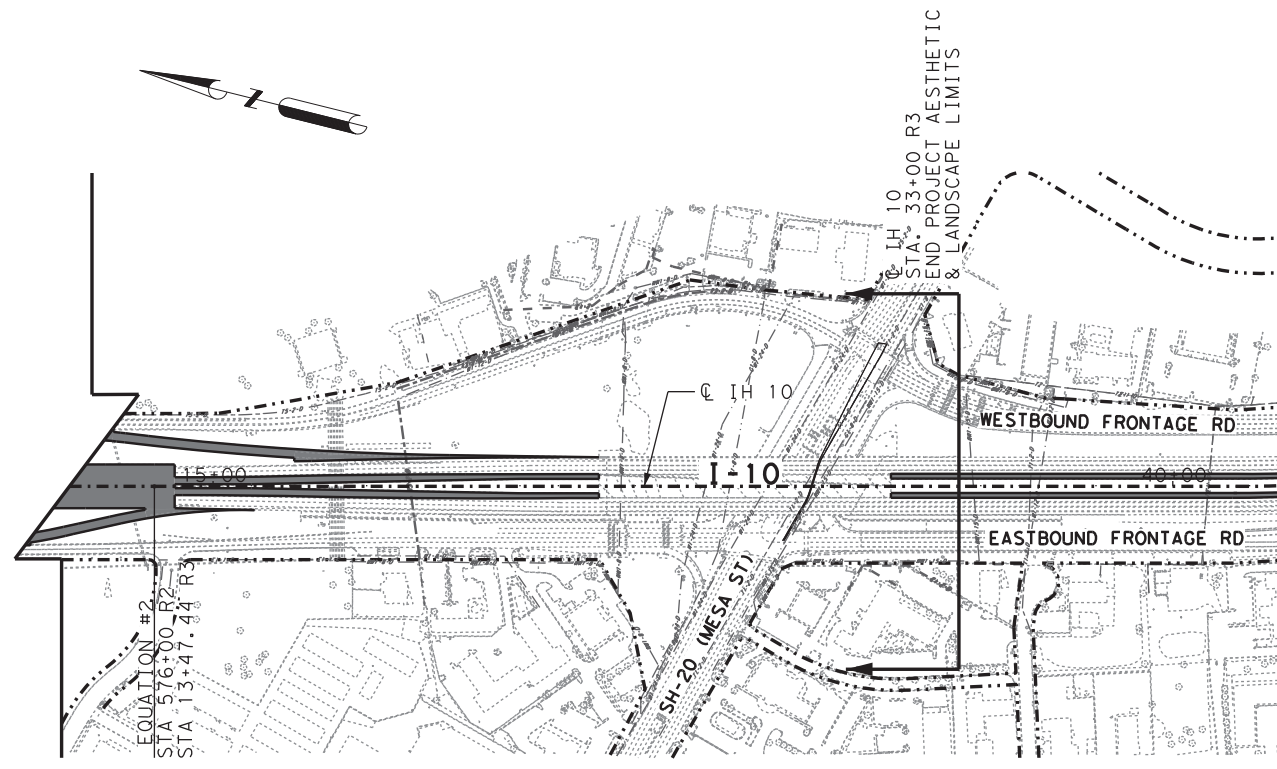 N
℄ IH 10
STA. 33+00 R3
END PROJECT AESTHETIC
& LANDSCAPE LIMITS
℄ IH 10
WESTBOUND FRONTAGE RD
I-10
15+00
40+00
EASTBOUND FRONTAGE RD
SH-20 (MESA ST)
EQUATION #2
STA 576+00 R2
STA 13+47.44 R3